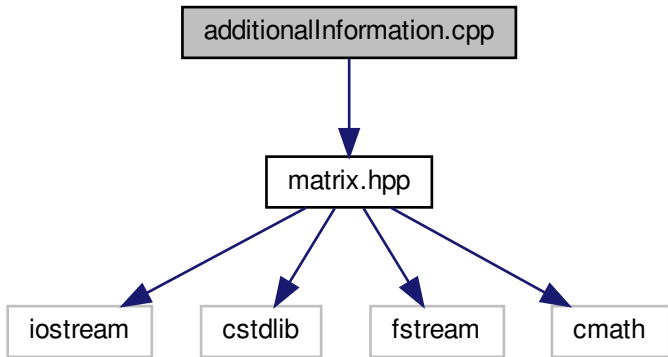 additionalInformation.cpp
matrix.hpp
iostream
cstdlib
fstream
cmath